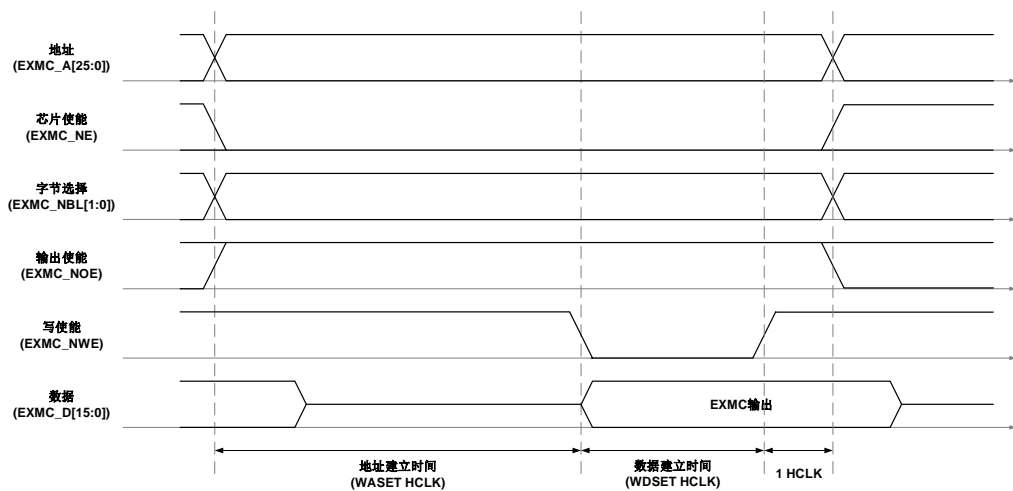 地址
(EXMC_A[25:0])
芯片使能
(EXMC_NE)
字节选择
(EXMC_NBL[1:0])
输出使能
(EXMC_NOE)
写使能
(EXMC_NWE)
数据
(EXMC_D[15:0])
EXMC输出
地址建立时间
(WASET HCLK)
数据建立时间
(WDSET HCLK)
1 HCLK